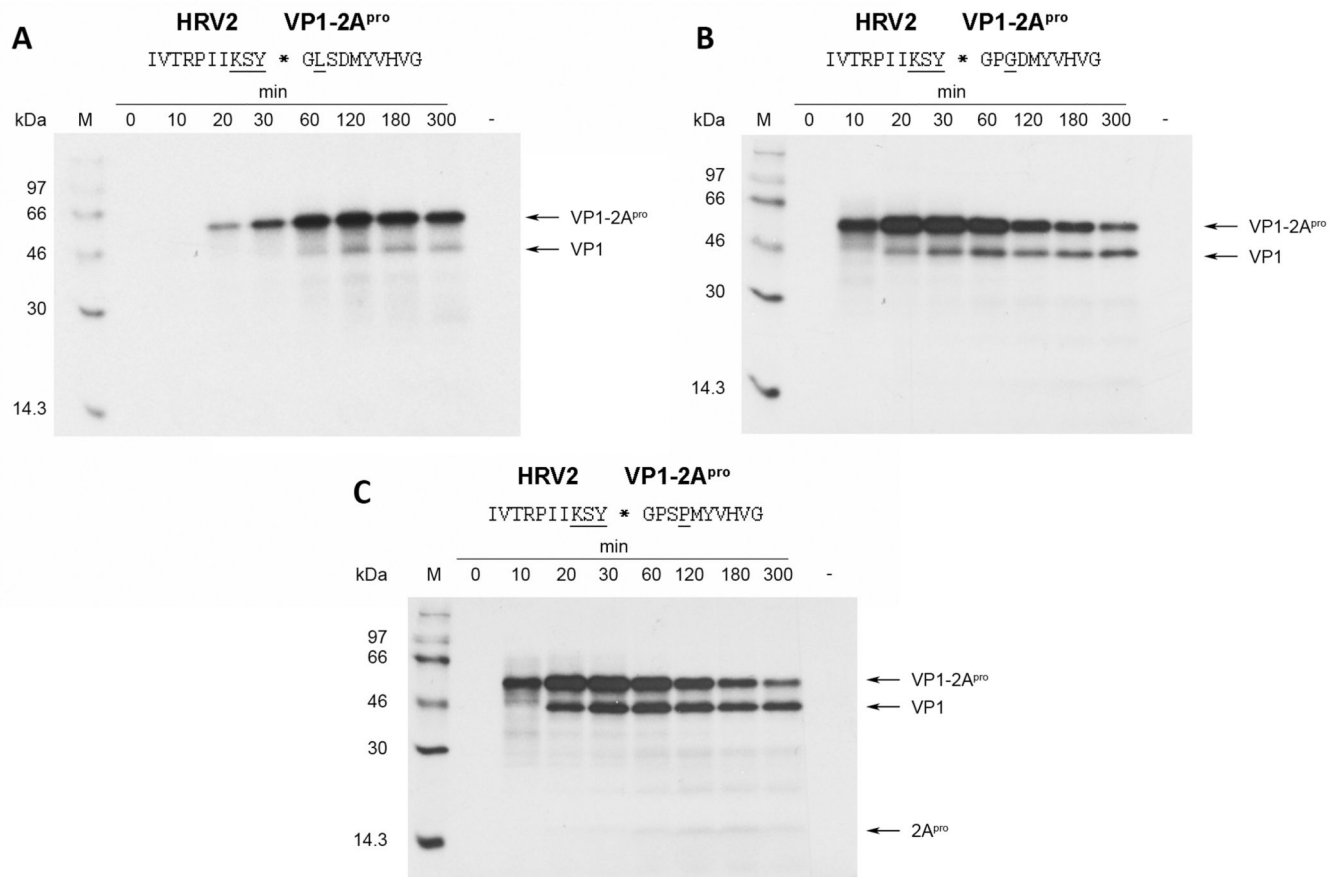 A
HRV2 VP1-2Apro
IVTRPIIKSY * GLSDMYVHVG
min
kDa M 0 10 20 30 60 120 180 300 -
97
66
46
30
14.3
VP1-2Apro
VP1
B
HRV2 VP1-2Apro
IVTRPIIKSY * GPGDMYVHVG
min
kDa M 0 10 20 30 60 120 180 300 -
97
66
46
30
14.3
VP1-2Apro
VP1
C
HRV2 VP1-2Apro
IVTRPIIKSY * GPSPMYVHVG
min
kDa M 0 10 20 30 60 120 180 300 -
97
66
46
30
14.3
VP1-2Apro
VP1
2Apro